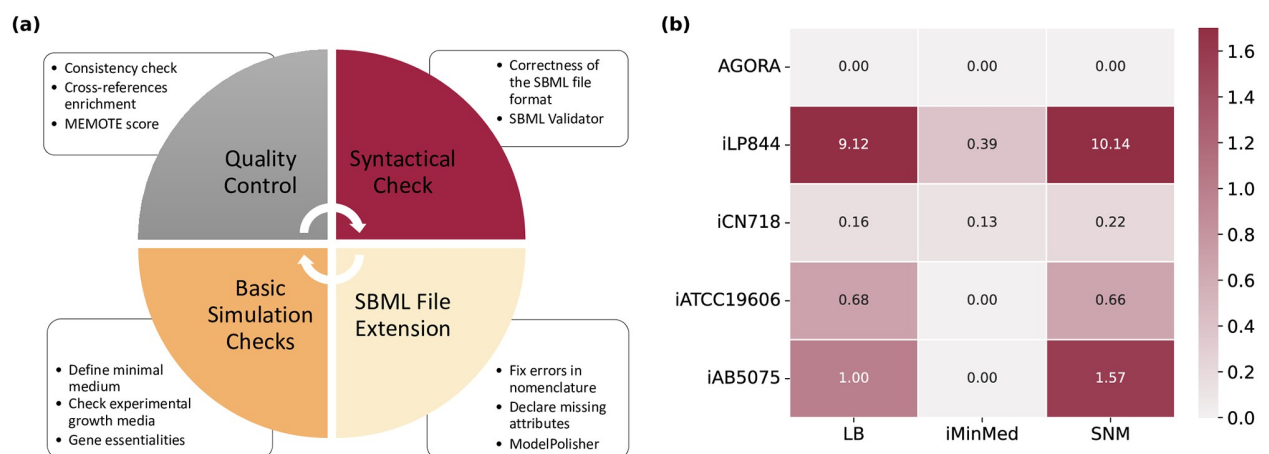 (a)
• Consistency check
• Cross-references
enrichment
• MEMOTE score
• Correctness of
the SBML file
format
• SBML Validator
Quality
Control
Syntactical
Check
Basic
Simulation
Checks
SBML File
Extension
• Define minimal
medium
• Check experimental
growth media
• Gene essentialities
• Fix errors in
nomenclature
• Declare missing
attributes
• ModelPolisher
(b)
AGORA 0.00 0.00 0.00
iLP844 9.12 0.39 10.14
iCN718 0.16 0.13 0.22
iATCC19606 0.68 0.00 0.66
iAB5075 1.00 0.00 1.57
LB iMinMed SNM
1.6
1.4
1.2
1.0
0.8
0.6
0.4
0.2
0.0